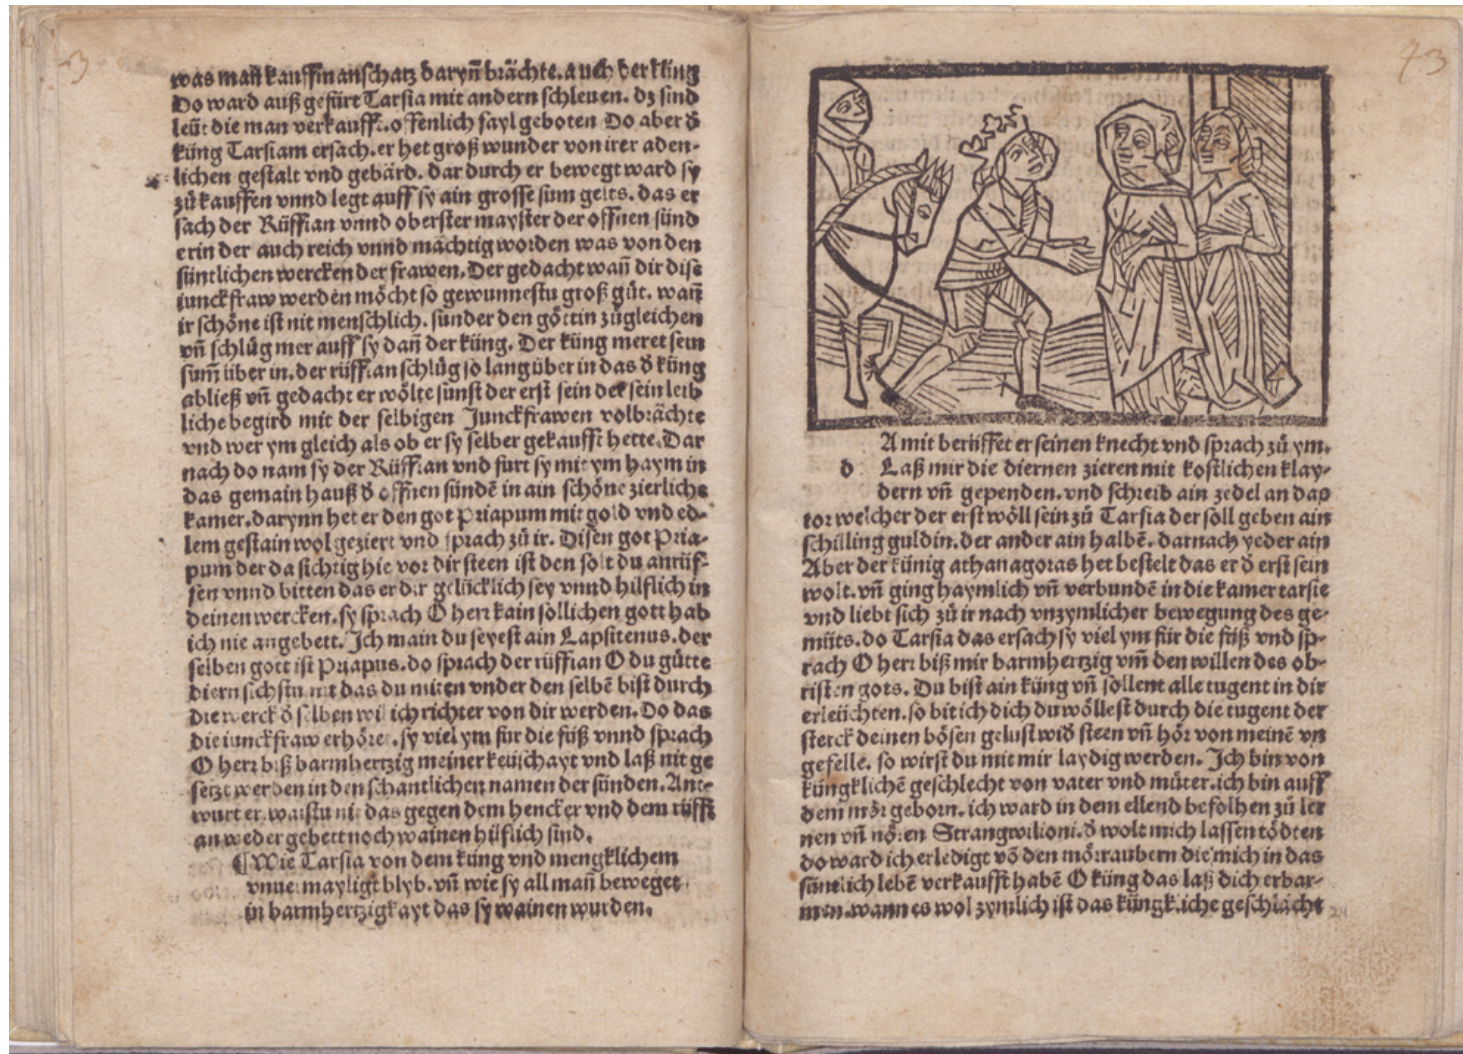 was mañ kauffmanschatz darynn̄ brächte. auch der king
Do ward auß gefürt Tarsia mit andern schleuen. dz sind
leüt die man verkaufft. offenlich fayl geboten Do aber d̄
küng Tarsiam ersach. er het groß wunder von irer aden-
lichen gestalt vnd gebärd. dar durch er bewegt ward sy
zů kauffen vnnd legt auff sy ain grosse sum gelts. das er
sach der Rüffian vnnd oberster mayster der offnen sünd
erin der auch reich vnnd mächtig worden was von den
süntlichen wercken der frawen. Der gedacht wañ dir dise
iunckfraw werden möcht so gewunnestu groß gůt. wañ
ir schöne ist nit menschlich. sunder den göttin zůgleichen
vñ schlůg mer auff sy dañ der küng. Der küng meret sein
sum̄ über in. der rüffian schlůg so lang über in das d̄ küng
abließ vñ gedacht er wölte sunst der erst sein der sein leib
liche begird mit der selbigen Junckfrawen volbrächte
vnd wer ym gleich als ob er sy selber gekaufft hette. Dar
nach do nam sy der Rüffian vnd furt sy mit ym haym in
das gemain hauß d̄ offnen sündē in ain schöne zierliche
kamer. darynn het er den got Priapum mit gold vnd ed-
lem gestain wol geziert vnd sprach zů ir. Disen got Pria-
pum der da sichtig hie vor dir steen ist den solt du anrüf-
fen vnnd bitten das er dir gelücklich sey vnnd hilflich in
deinen wercken. sy sprach O herr kain söllichen gott hab
ich nie angebett. Ich main du seyest ain Lapsitenus. der
selben gott ist Priapus. do sprach der rüffian O du gütte
diern sichstu nit das du miten vnder den selbē bist durch
die werck d̄ selben wil ich richter von dir werden. Do das
die iunckfraw erhöret. sy viel ym für die füß vnnd sprach
O herr biß barmhertzig meiner keüschayt vnd laß nit ge
setzt werden in den schantlichen namen der sünden. Ant-
wurt er. waistu nit das gegen dem hencker vnd dem rüffi
an weder gebett noch wainen hilflich sind.
¶ Wie Tarsia von dem küng vnd mengklichem
vnuermayligt blyb. vñ wie sy all mañ beweget
in barmhertzigkayt das sy wainen wurden.
43
A mit berüffet er seinen knecht vnd sprach zů ym.
d Laß mir die diernen zieren mit kostlichen klay-
dern vñ gependen. vnd schreib ain zedel an das
tor welcher der erst wöll sein zů Tarsia der soll geben ain
schilling guldin. der ander ain halbē. darnach yeder ain
Aber der künig athanagoras het bestelt das er d̄ erst sein
wolt. vñ ging haymlich vñ verbundē in die kamer tarsie
vnd liebt sich zů ir nach vnzymlicher bewegung des ge-
müts. do Tarsia das ersach sy viel ym für die füß vnd sp-
rach O herr biß mir barmhertzig vm̄ den willen des ob-
risten gots. Du bist ain küng vñ sollent alle tugent in dir
erleüchten. so bit ich dich du wöllest durch die tugent der
sterck deinen bösen gelust wid̄ steen vñ hör von meinē vn
gefelle. so wirst du mit mir laydig werden. Ich bin von
küngklichē geschlecht von vater vnd můter. ich bin auff
dem mör geborn. ich ward in dem ellend befolhen zů ler
nen vñ nören Strangwilioni. d̄ wolt mich lassen tödten
do ward ich erledigt vō den mörraubern die mich in das
süntlich lebē verkaufft habē O küng das laß dich erbar-
men. wann es wol zymlich ist das küngkliche geschlächt